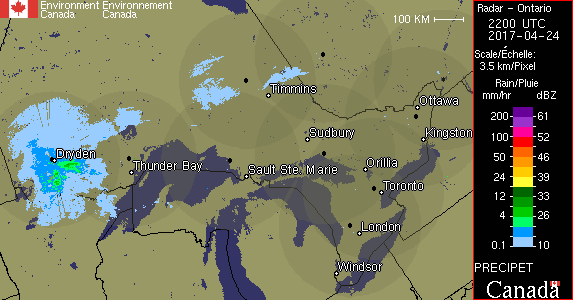 Environment Environnement
Canada Canada
100 KM
Timmins
Ottawa
Sudbury
Kingston
Dryden
Thunder Bay
Sault Ste. Marie
Orillia
Toronto
London
Windsor
Radar - Ontario
2200 UTC
2017-04-24
Scale/Échelle:
3.5 km/Pixel
Rain/Pluie
mm/hr dBZ
200 61
100 52
50 46
24 39
12 33
4 26
0.1 10
PRECIPET
Canada